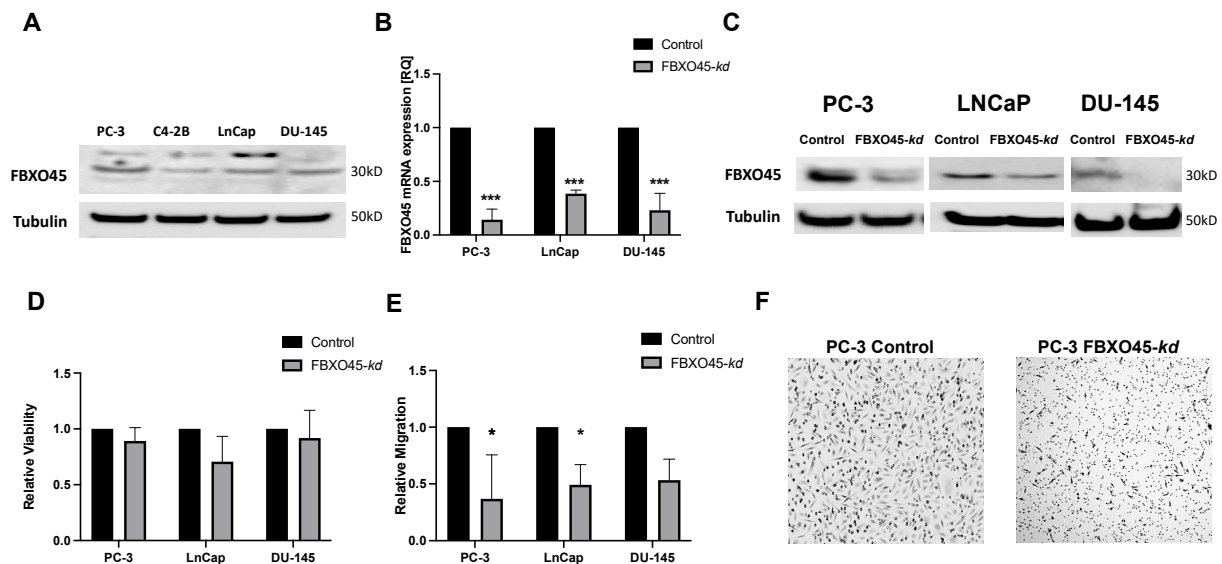 A
PC-3 C4-2B LnCap DU-145
FBXO45
30kD
Tubulin
50kD
B
Control
FBXO45-kd
FBXO45 mRNA expression [RQ]
1.5
1.0
0.5
0.0
***
***
***
PC-3 LnCap DU-145
C
PC-3 LNCaP DU-145
Control FBXO45-kd Control FBXO45-kd Control FBXO45-kd
FBXO45
30kD
Tubulin
50kD
D
Control
FBXO45-kd
Relative Viability
1.5
1.0
0.5
0.0
PC-3 LnCap DU-145
E
Control
FBXO45-kd
Relative Migration
1.5
1.0
0.5
0.0
*
*
PC-3 LnCap DU-145
F
PC-3 Control PC-3 FBXO45-kd